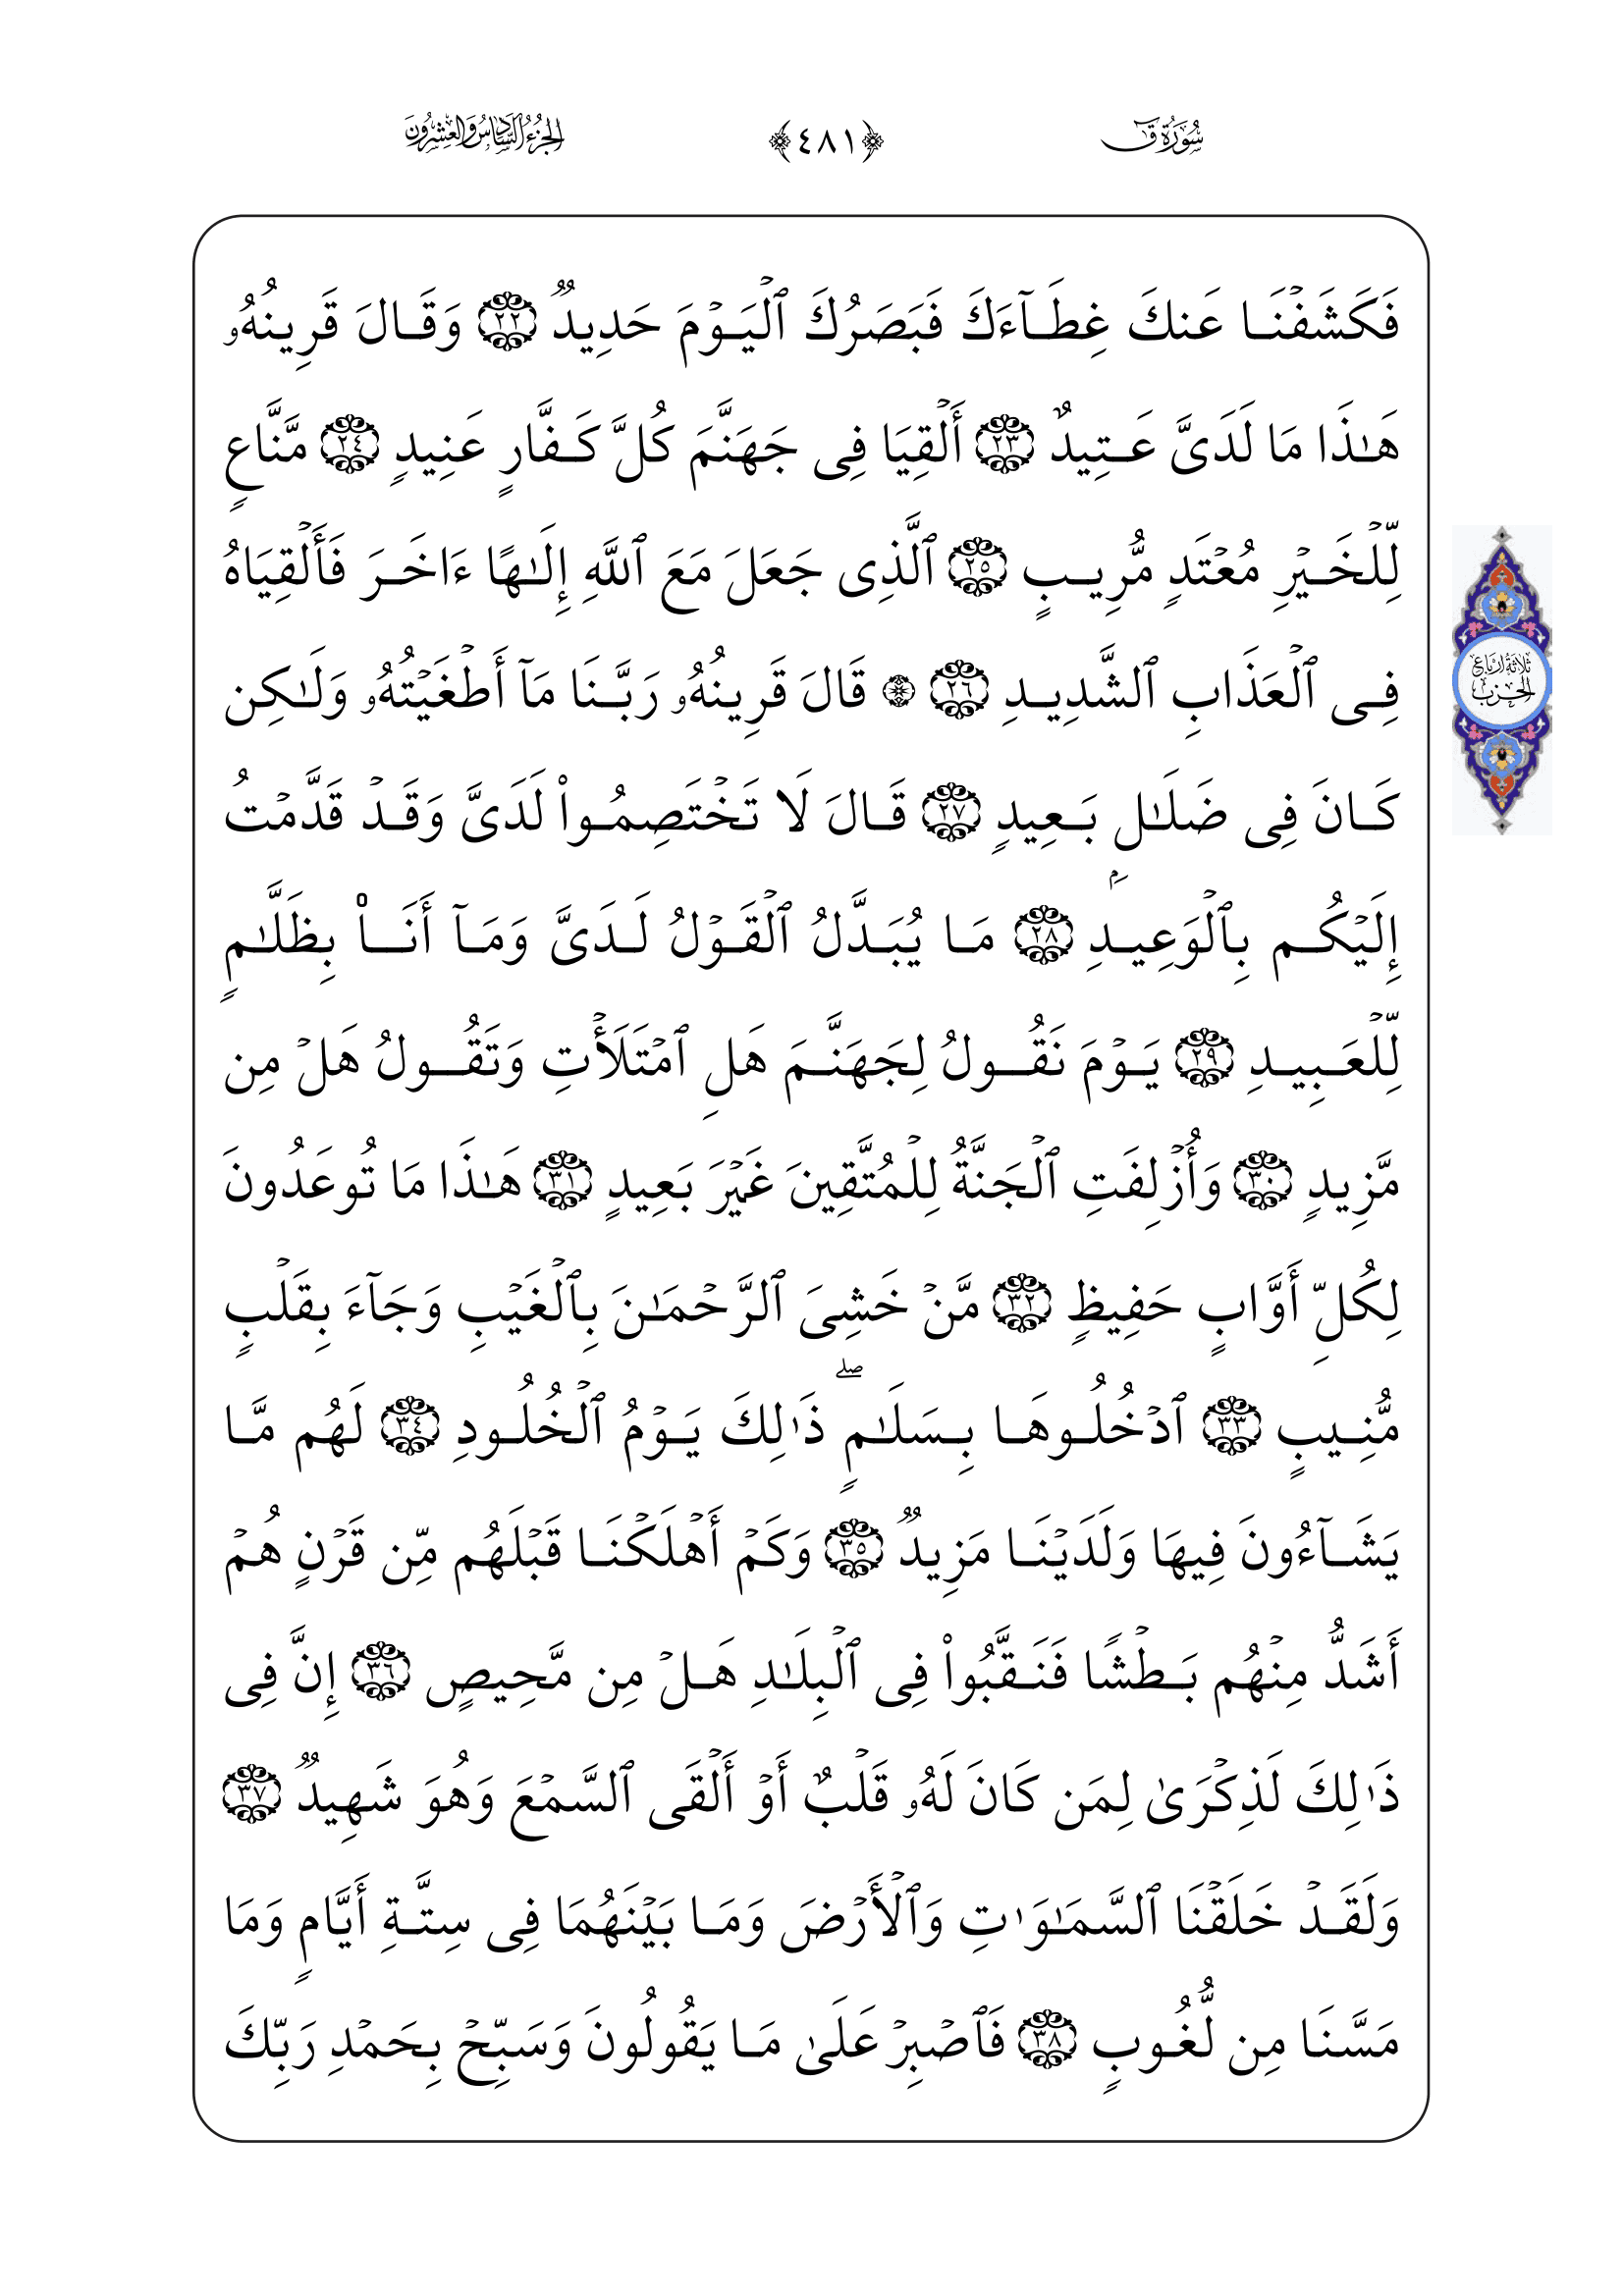 سُورَةُ قٓ
﴿٤٨١﴾
الجُزْءُ السَّادِسُ وَالعِشْرُونَ
فَكَشَفۡنَا عَنكَ غِطَآءَكَ فَبَصَرُكَ ٱلۡيَوۡمَ حَدِيدٞ ٢٢ وَقَالَ قَرِينُهُۥ
هَٰذَا مَا لَدَىَّ عَتِيدٌ ٢٣ أَلۡقِيَا فِى جَهَنَّمَ كُلَّ كَفَّارٍ عَنِيدٖ ٢٤ مَّنَّاعٖ
لِّلۡخَيۡرِ مُعۡتَدٖ مُّرِيبٍ ٢٥ ٱلَّذِى جَعَلَ مَعَ ٱللَّهِ إِلَٰهًا ءَاخَرَ فَأَلۡقِيَاهُ
فِى ٱلۡعَذَابِ ٱلشَّدِيدِ ٢٦ ۞ قَالَ قَرِينُهُۥ رَبَّنَا مَآ أَطۡغَيۡتُهُۥ وَلَٰكِن
ثَلَاثَةُ أَرْبَاعِ
الحِزْبِ
كَانَ فِى ضَلَٰلِۭ بَعِيدٖ ٢٧ قَالَ لَا تَخۡتَصِمُواْ لَدَىَّ وَقَدۡ قَدَّمۡتُ
إِلَيۡكُم بِٱلۡوَعِيدِ ٢٨ مَا يُبَدَّلُ ٱلۡقَوۡلُ لَدَىَّ وَمَآ أَنَا۠ بِظَلَّٰمٖ
لِّلۡعَبِيدِ ٢٩ يَوۡمَ نَقُولُ لِجَهَنَّمَ هَلِ ٱمۡتَلَأۡتِ وَتَقُولُ هَلۡ مِن
مَّزِيدٖ ٣٠ وَأُزۡلِفَتِ ٱلۡجَنَّةُ لِلۡمُتَّقِينَ غَيۡرَ بَعِيدٍ ٣١ هَٰذَا مَا تُوعَدُونَ
لِكُلِّ أَوَّابٍ حَفِيظٖ ٣٢ مَّنۡ خَشِىَ ٱلرَّحۡمَٰنَ بِٱلۡغَيۡبِ وَجَآءَ بِقَلۡبٖ
مُّنِيبٍ ٣٣ ٱدۡخُلُوهَا بِسَلَٰمٖۖ ذَٰلِكَ يَوۡمُ ٱلۡخُلُودِ ٣٤ لَهُم مَّا
يَشَآءُونَ فِيهَا وَلَدَيۡنَا مَزِيدٞ ٣٥ وَكَمۡ أَهۡلَكۡنَا قَبۡلَهُم مِّن قَرۡنٍ هُمۡ
أَشَدُّ مِنۡهُم بَطۡشٗا فَنَقَّبُواْ فِى ٱلۡبِلَٰدِ هَلۡ مِن مَّحِيصٍ ٣٦ إِنَّ فِى
ذَٰلِكَ لَذِكۡرَىٰ لِمَن كَانَ لَهُۥ قَلۡبٌ أَوۡ أَلۡقَى ٱلسَّمۡعَ وَهُوَ شَهِيدٞ ٣٧
وَلَقَدۡ خَلَقۡنَا ٱلسَّمَٰوَٰتِ وَٱلۡأَرۡضَ وَمَا بَيۡنَهُمَا فِى سِتَّةِ أَيَّامٖ وَمَا
مَسَّنَا مِن لُّغُوبٖ ٣٨ فَٱصۡبِرۡ عَلَىٰ مَا يَقُولُونَ وَسَبِّحۡ بِحَمۡدِ رَبِّكَ